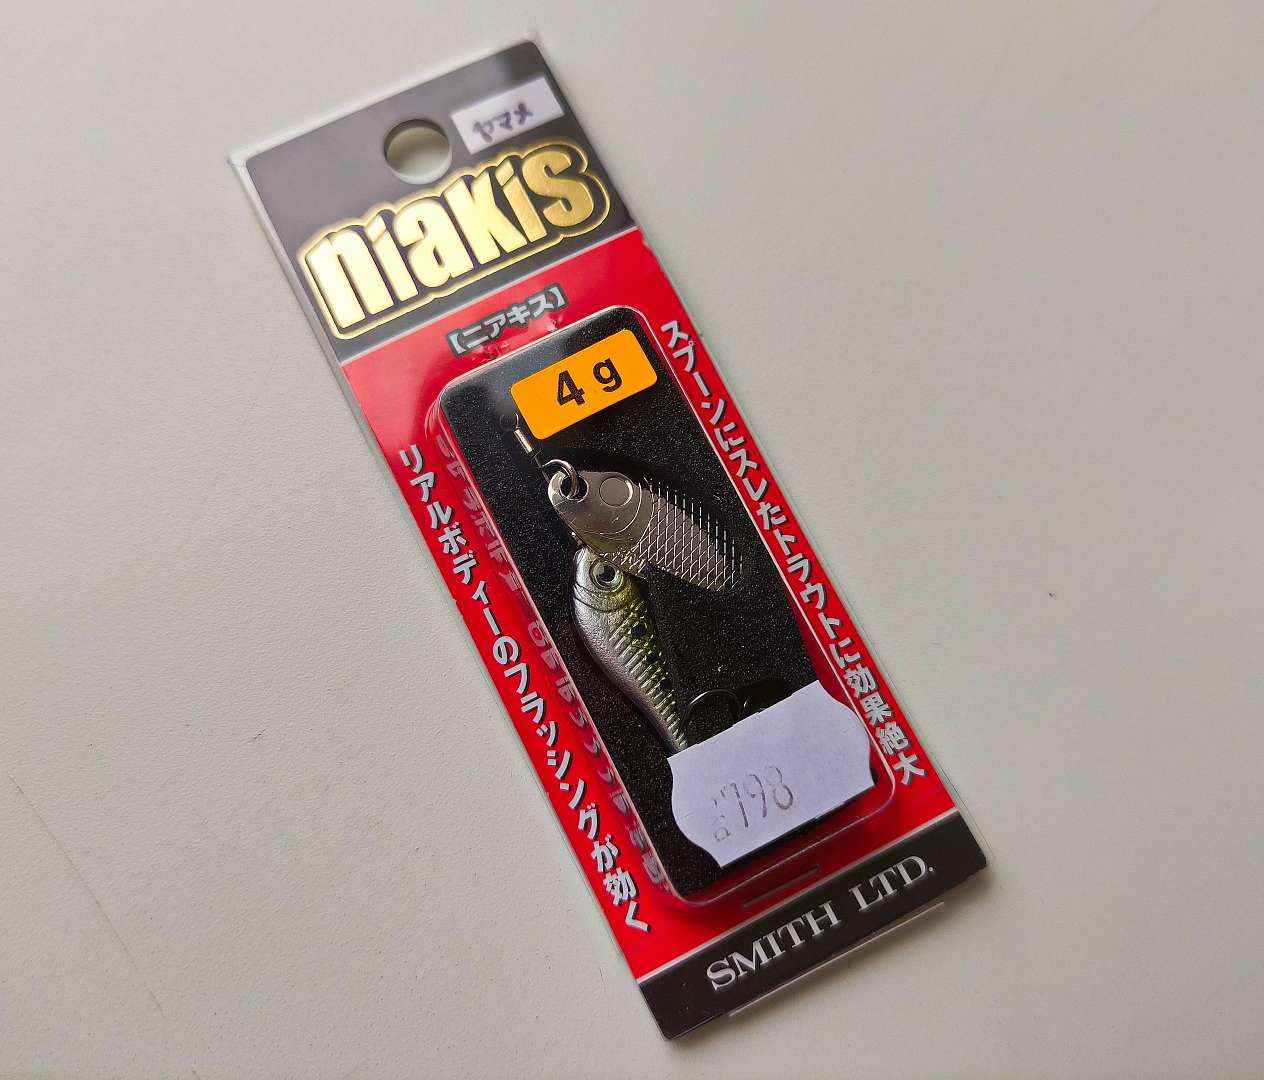 ヤマメ
niakis
【ニアキス】
4g
スプーンにスレたトラウトに効果絶大
リアルボディーのフラッシングが効く
798
SMITH LTD.